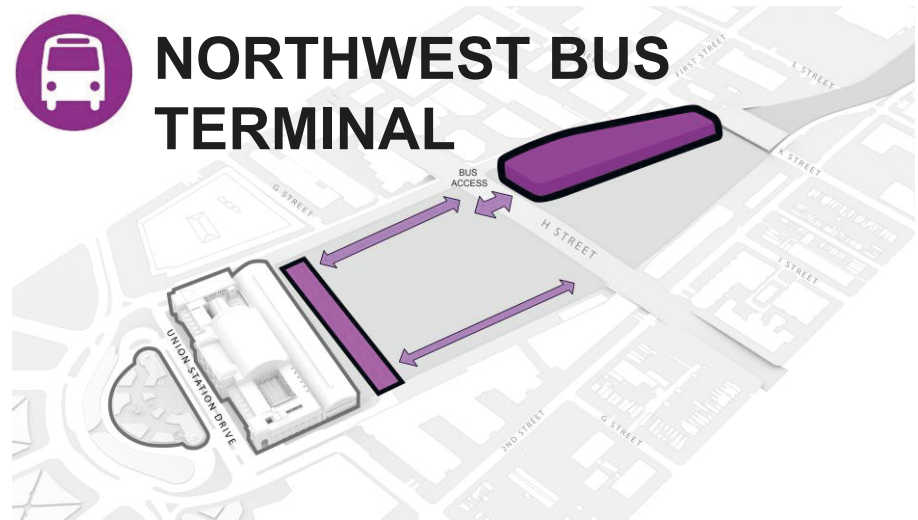 NORTHWEST BUS
TERMINAL
FIRST STREET
L STREET
K STREET
BUS
ACCESS
G STREET
H STREET
I STREET
UNION STATION DRIVE
2ND STREET
G STREET